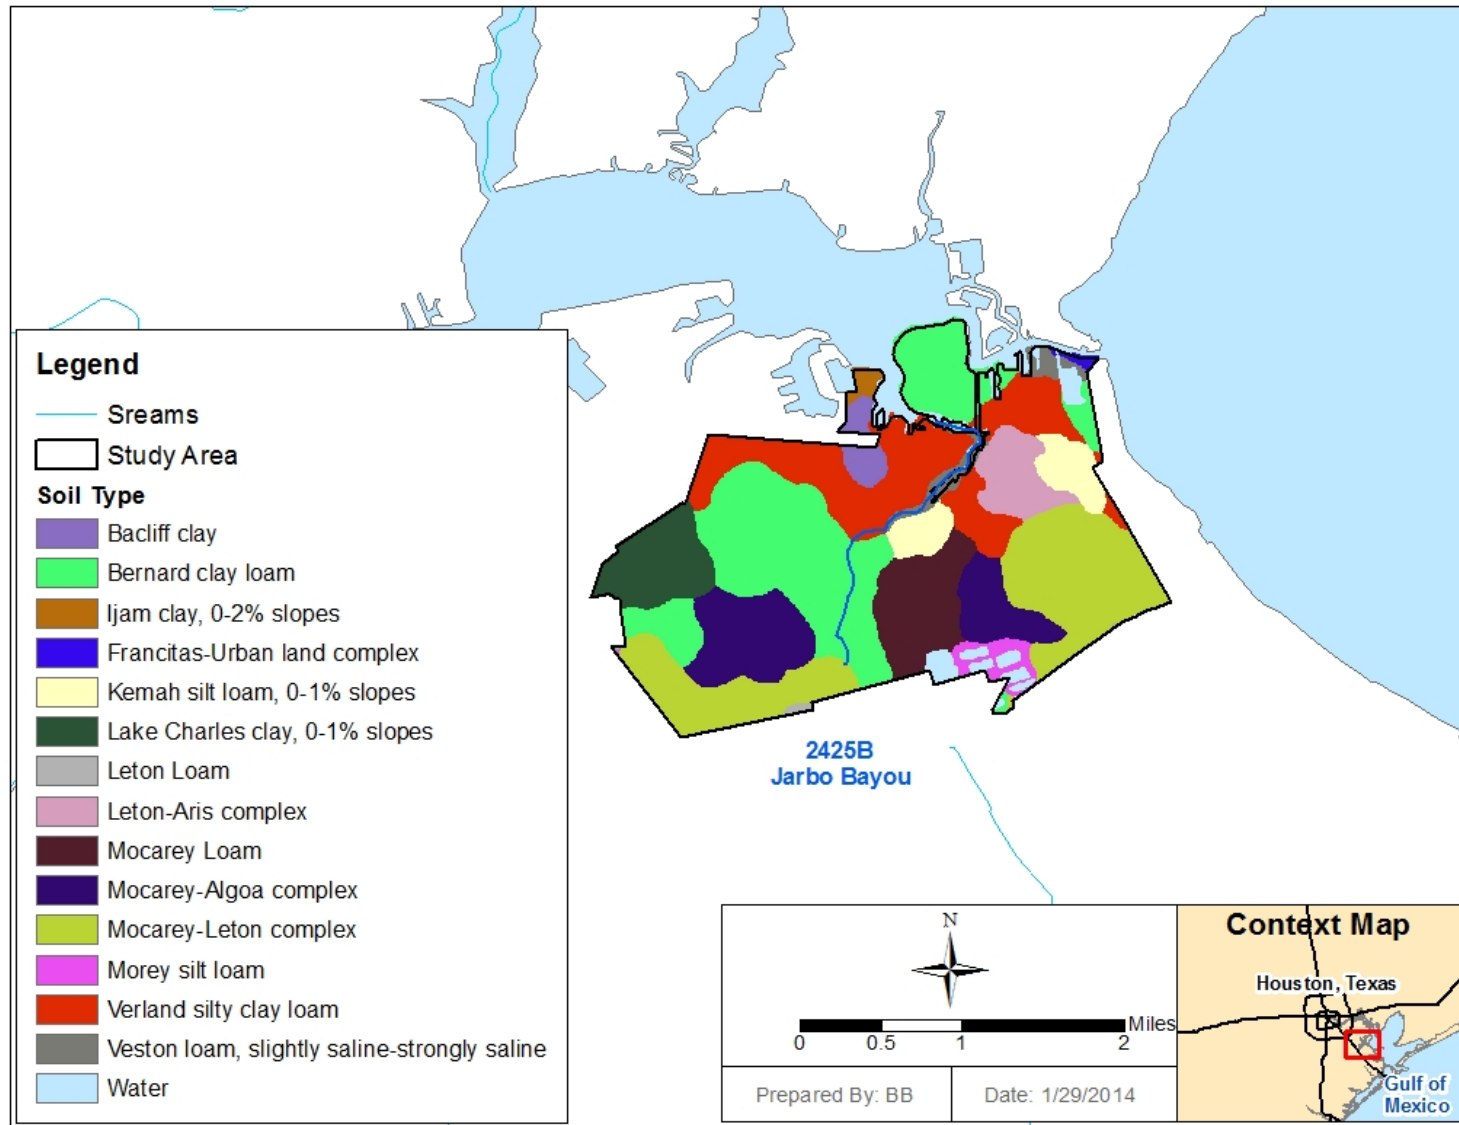 Legend
Sreams
Study Area
Soil Type
Bacliff clay
Bernard clay loam
Ijam clay, 0-2% slopes
Francitas-Urban land complex
Kemah silt loam, 0-1% slopes
Lake Charles clay, 0-1% slopes
Leton Loam
Leton-Aris complex
Mocarey Loam
Mocarey-Algoa complex
Mocarey-Leton complex
Morey silt loam
Verland silty clay loam
Veston loam, slightly saline-strongly saline
Water
2425B
Jarbo Bayou
N
Miles
0 0.5 1 2
Prepared By: BB
Date: 1/29/2014
Context Map
Houston, Texas
Gulf of
Mexico